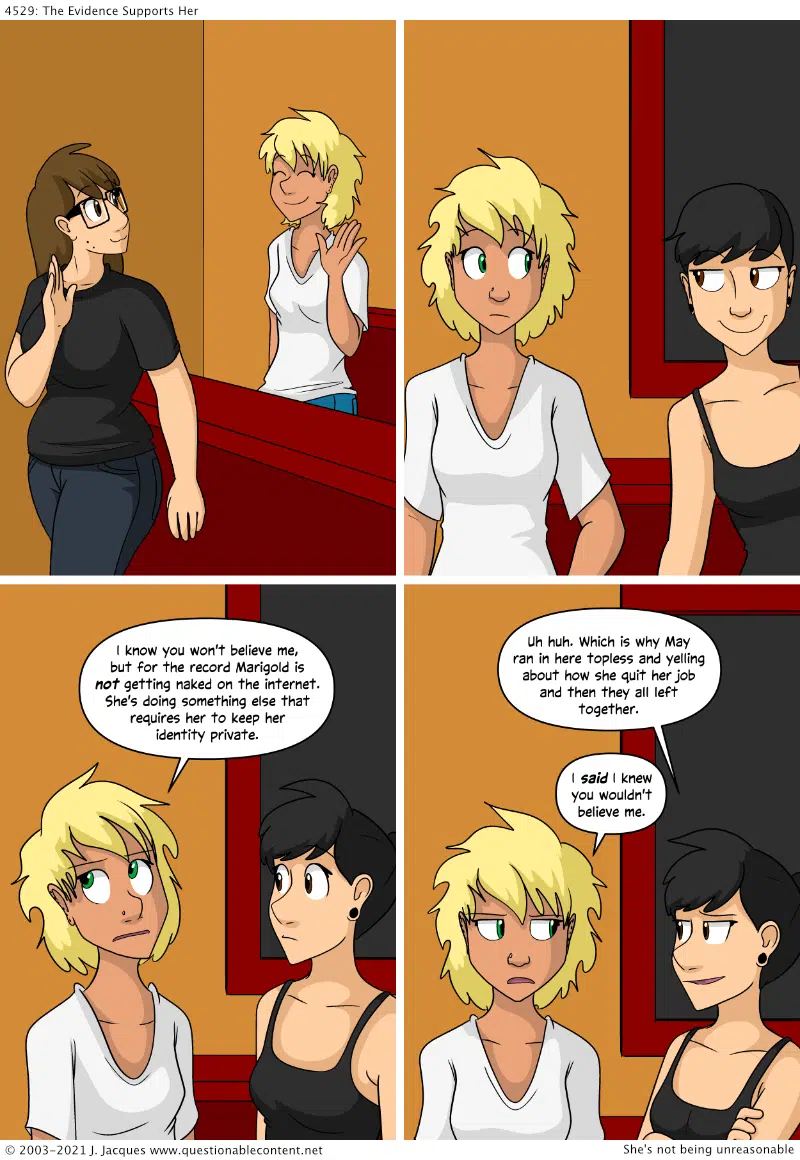 4529: The Evidence Supports Her
I know you won't believe me,
but for the record Marigold is
not getting naked on the internet.
She's doing something else that
requires her to keep her
identity private.
Uh huh. Which is why May
ran in here topless and yelling
about how she quit her job
and then they all left
together.
I said I knew
you wouldn't
believe me.
© 2003-2021 J. Jacques www.questionablecontent.net
She's not being unreasonable